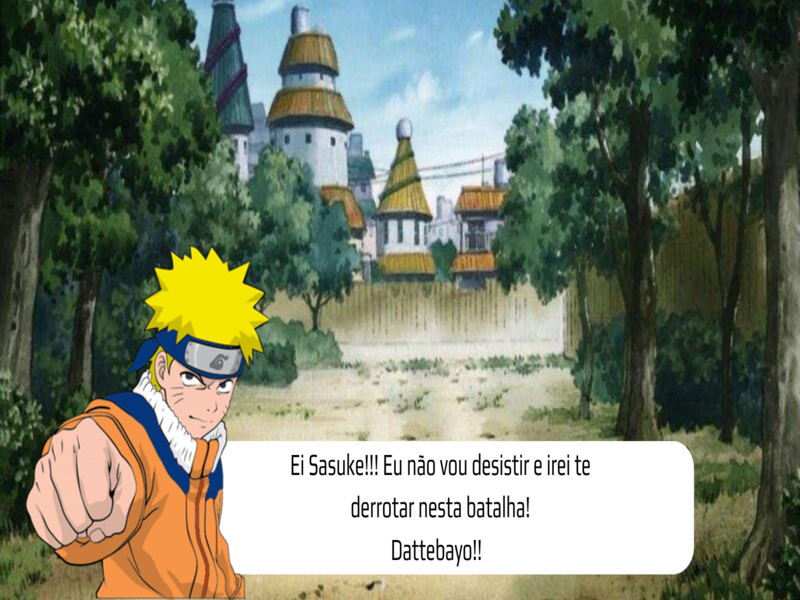 Ei Sasuke!!! Eu não vou desistir e irei te
derrotar nesta batalha!
Dattebayo!!